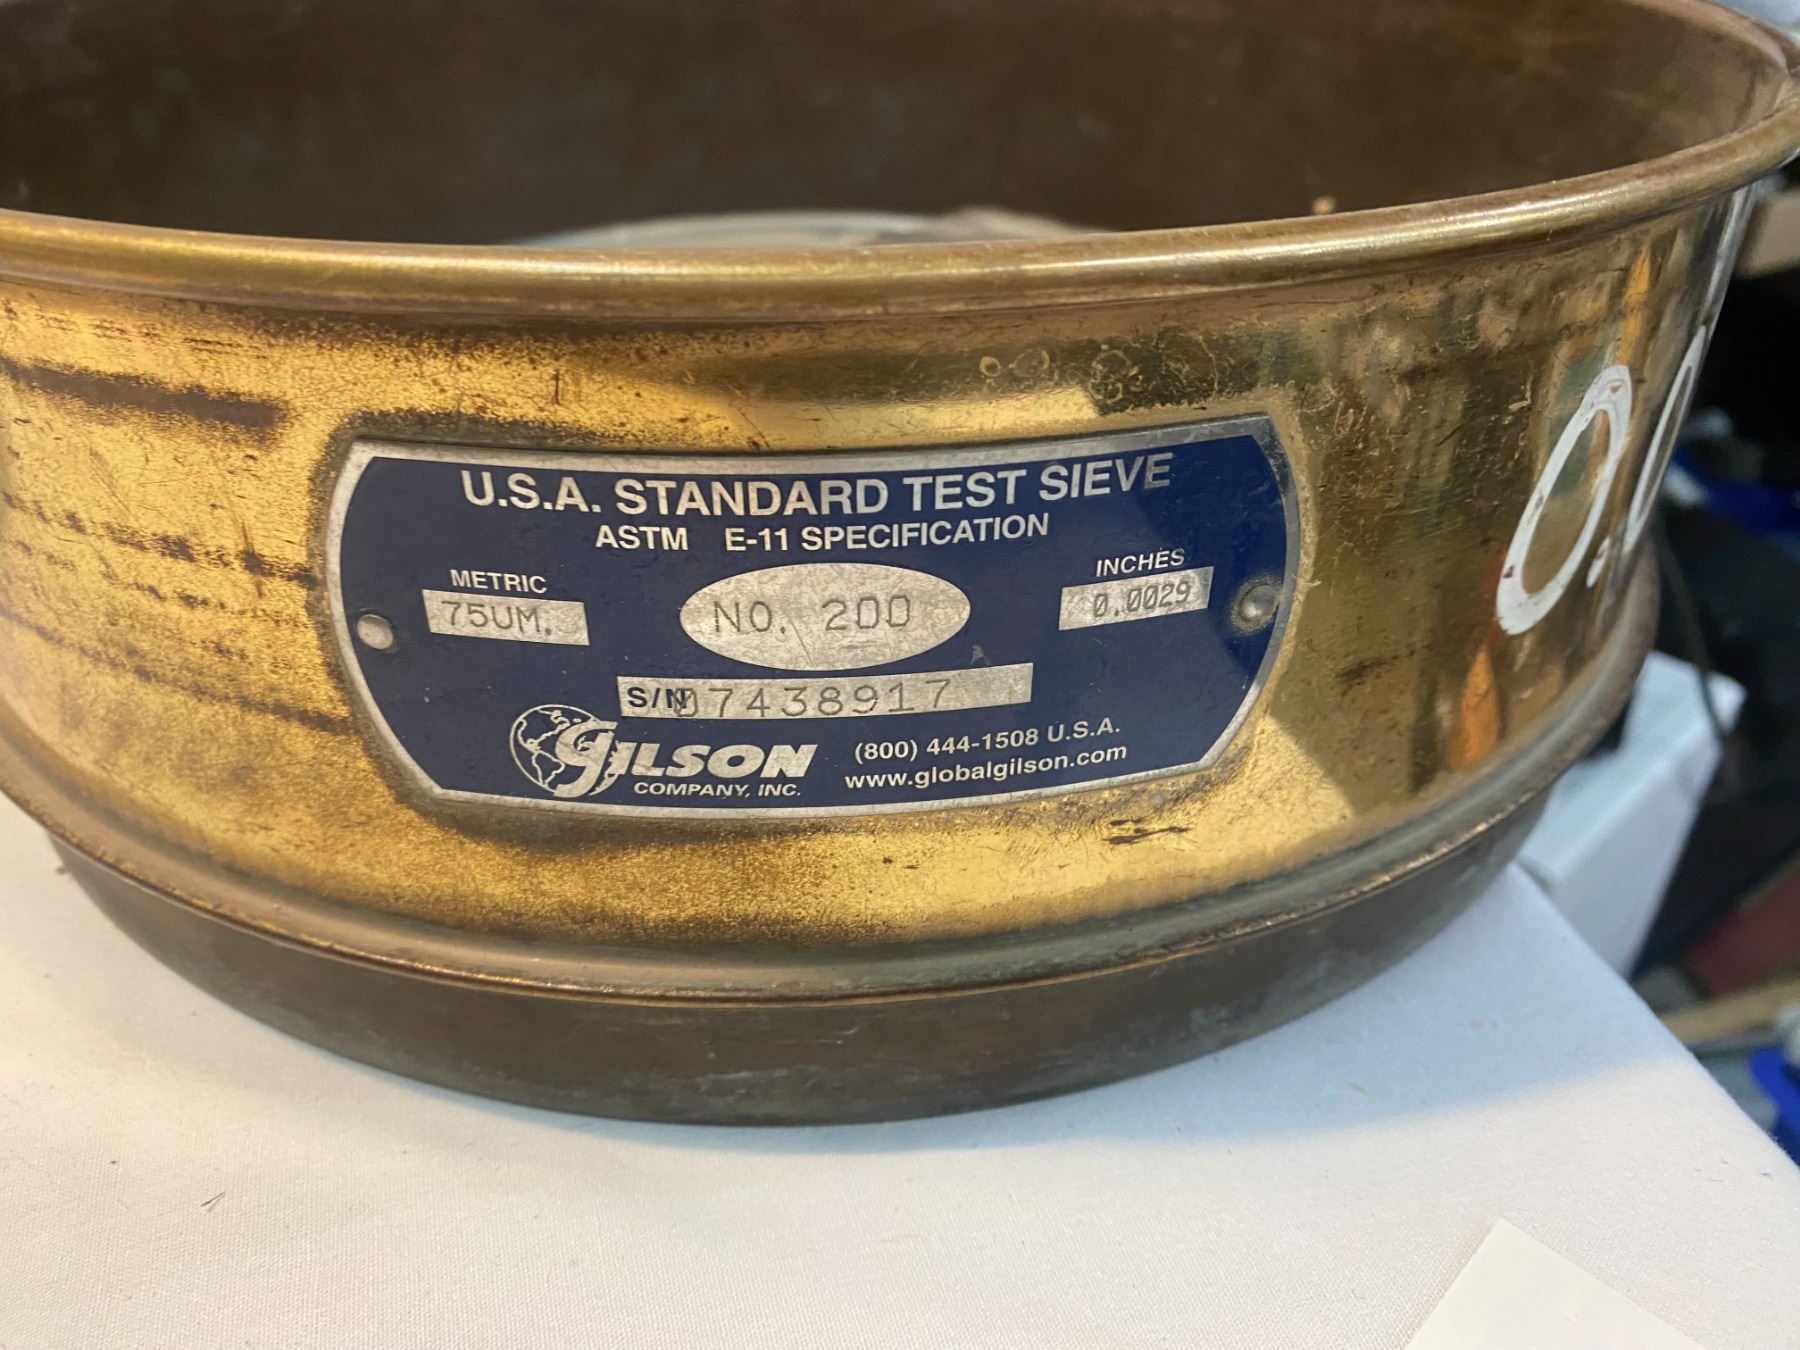 U.S.A. STANDARD TEST SIEVE
ASTM E-11 SPECIFICATION
METRIC
75UM.
NO. 200
INCHES
0.0029
S/N 07438917
GILSON
COMPANY, INC.
(800) 444-1508 U.S.A.
www.globalgilson.com